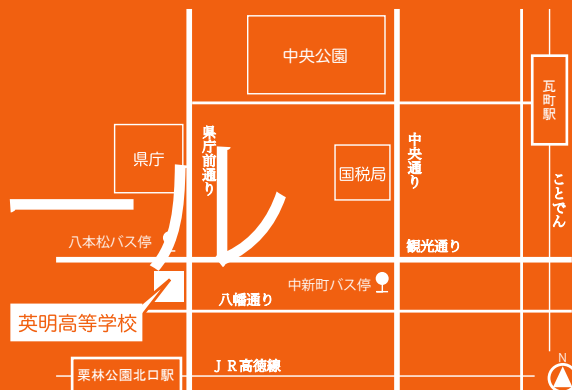 中央公園
瓦町駅
県庁前通り
中央通り
県庁
国税局
ことでん
ール
八本松バス停
観光通り
中新町バス停
八幡通り
英明高等学校
JR高徳線
栗林公園北口駅
N